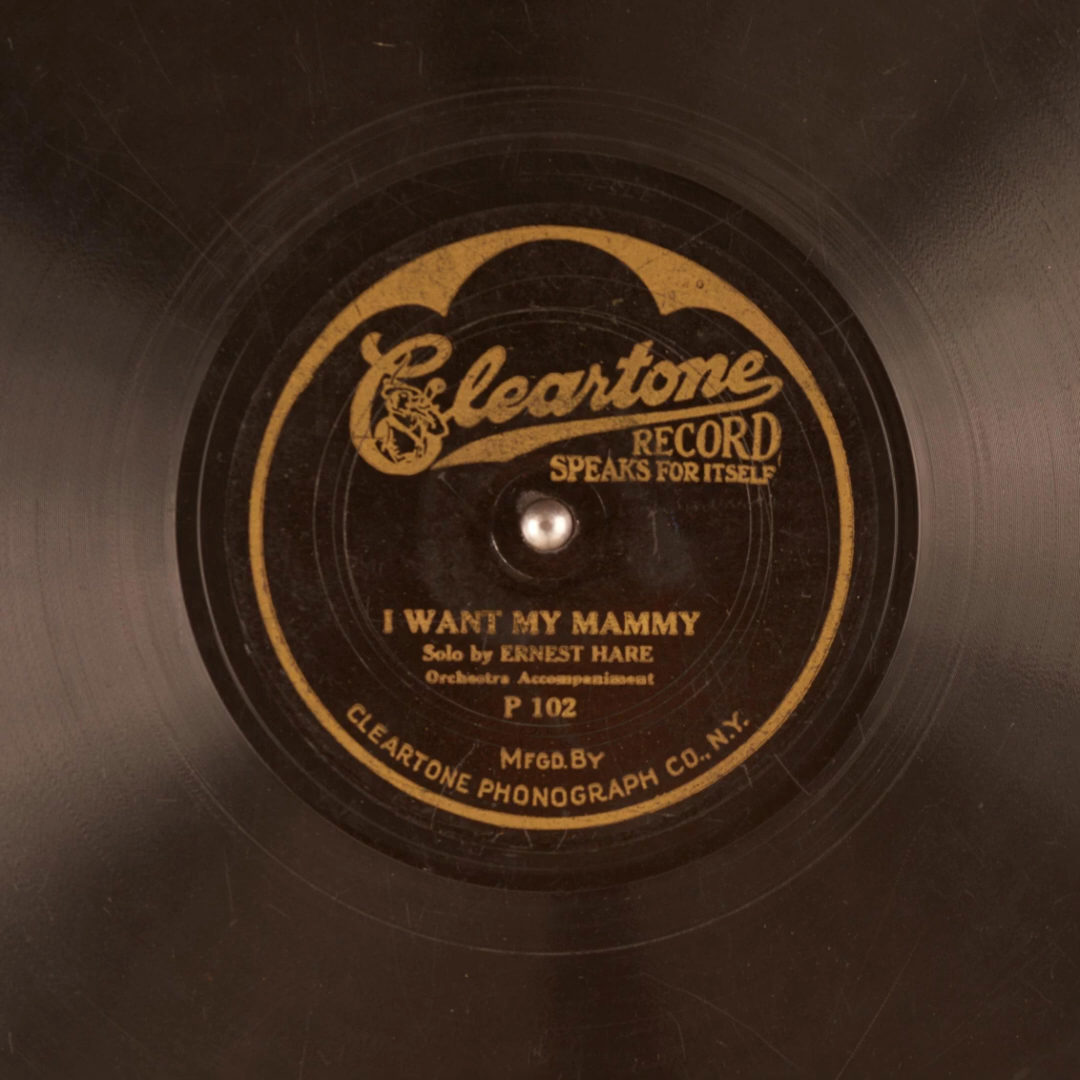 Cleartone
RECORD
SPEAKS FOR ITSELF
I WANT MY MAMMY
Solo by ERNEST HARE
Orchestra Accompaniment
P 102
MFGD. BY
CLEARTONE PHONOGRAPH CO., N.Y.